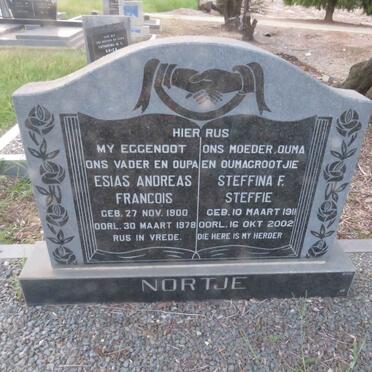 HIER RUS
MY EGGENOOT
ONS VADER EN OUPA
ESIAS ANDREAS
FRANCOIS
GEB. 27 NOV. 1900
OORL. 30 MAART 1978
RUS IN VREDE.
ONS MOEDER, OUMA
EN OUMAGROOTJIE
STEFFINA F.
STEFFIE
GEB. 10 MAART 1911
OORL. 16 OKT 2002
DIE HERE IS MY HERDER
NORTJE